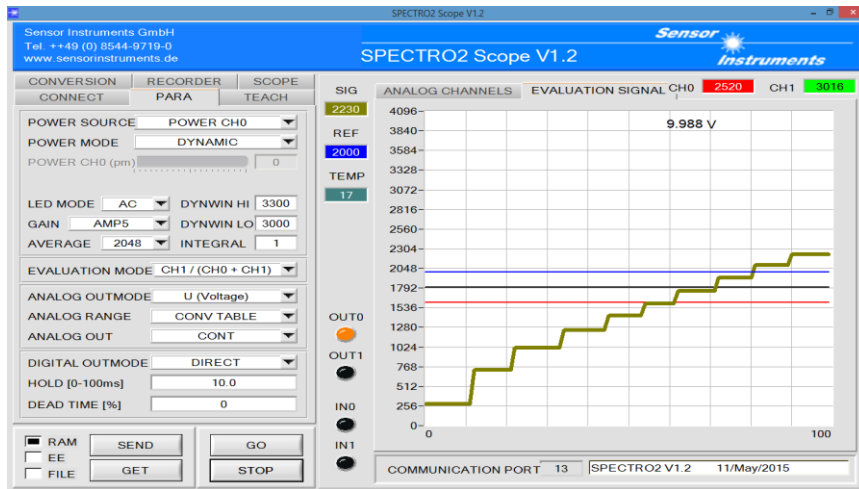 SPECTRO2 Scope V1.2
Sensor Instruments GmbH
Tel. ++49 (0) 8544-9719-0
www.sensorinstruments.de
SPECTRO2 Scope V1.2
Sensor
Instruments
CONVERSION RECORDER SCOPE
CONNECT PARA TEACH
POWER SOURCE POWER CH0
POWER MODE DYNAMIC
POWER CH0 (pm) 0
LED MODE AC DYNWIN HI 3300
GAIN AMP5 DYNWIN LO 3000
AVERAGE 2048 INTEGRAL 1
EVALUATION MODE CH1 / (CH0 + CH1)
ANALOG OUTMODE U (Voltage)
ANALOG RANGE CONV TABLE
ANALOG OUT CONT
DIGITAL OUTMODE DIRECT
HOLD [0-100ms] 10.0
DEAD TIME [%] 0
RAM
EE
FILE
SEND GO
GET STOP
SIG
2230
REF
2000
TEMP
17
OUT0
OUT1
IN0
IN1
ANALOG CHANNELS EVALUATION SIGNAL CH0 2520 CH1 3016
9.988 V
4096
3840
3584
3328
3072
2816
2560
2304
2048
1792
1536
1280
1024
768
512
256
0
0 100
COMMUNICATION PORT 13 SPECTRO2 V1.2 11/May/2015